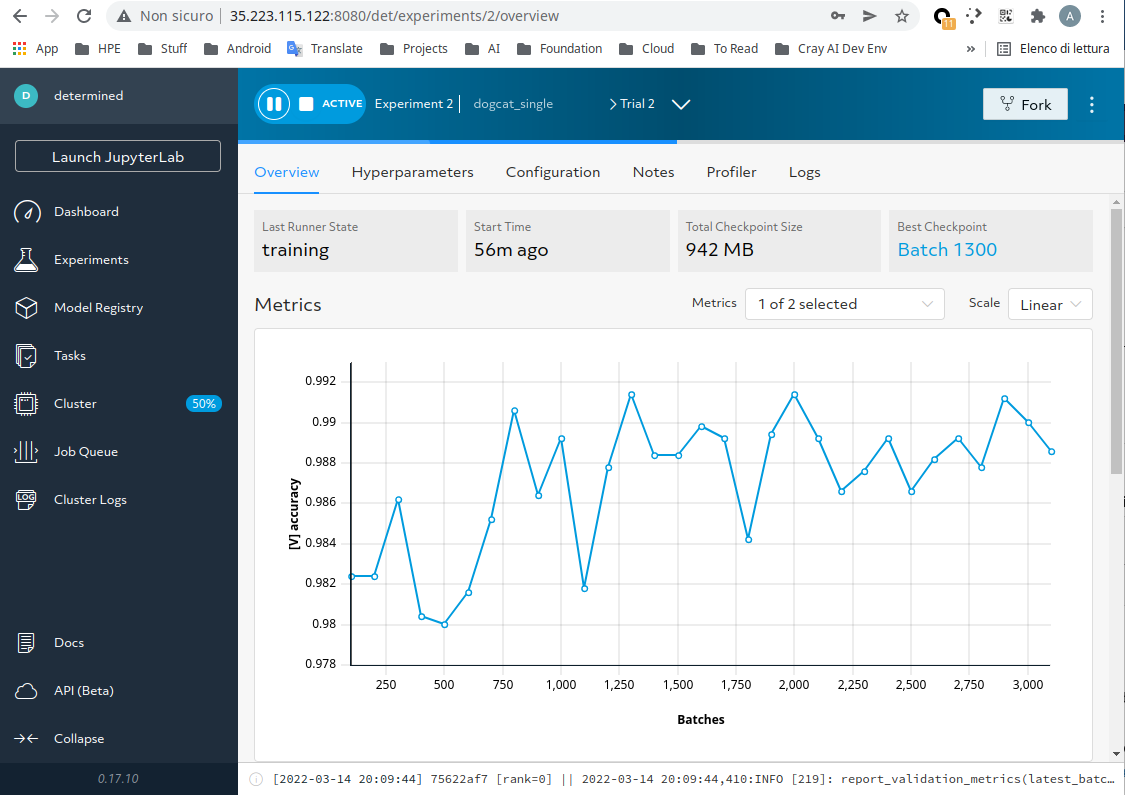 Non sicuro 35.223.115.122:8080/det/experiments/2/overview 11 A
App HPE Stuff Android Translate Projects AI Foundation Cloud To Read Cray AI Dev Env » Elenco di lettura
D determined
ACTIVE Experiment 2 dogcat_single Trial 2 Fork
Launch JupyterLab
Dashboard
Experiments
Model Registry
Tasks
Cluster 50%
Job Queue
LOG Cluster Logs
Docs
API (Beta)
Collapse
0.17.10
Overview Hyperparameters Configuration Notes Profiler Logs
Last Runner State
training
Start Time
56m ago
Total Checkpoint Size
942 MB
Best Checkpoint
Batch 1300
Metrics Metrics 1 of 2 selected Scale Linear
[V] accuracy
0.992
0.99
0.988
0.986
0.984
0.982
0.98
0.978
250 500 750 1,000 1,250 1,500 1,750 2,000 2,250 2,500 2,750 3,000
Batches
[2022-03-14 20:09:44] 75622af7 [rank=0] || 2022-03-14 20:09:44,410:INFO [219]: report_validation_metrics(latest_batc…